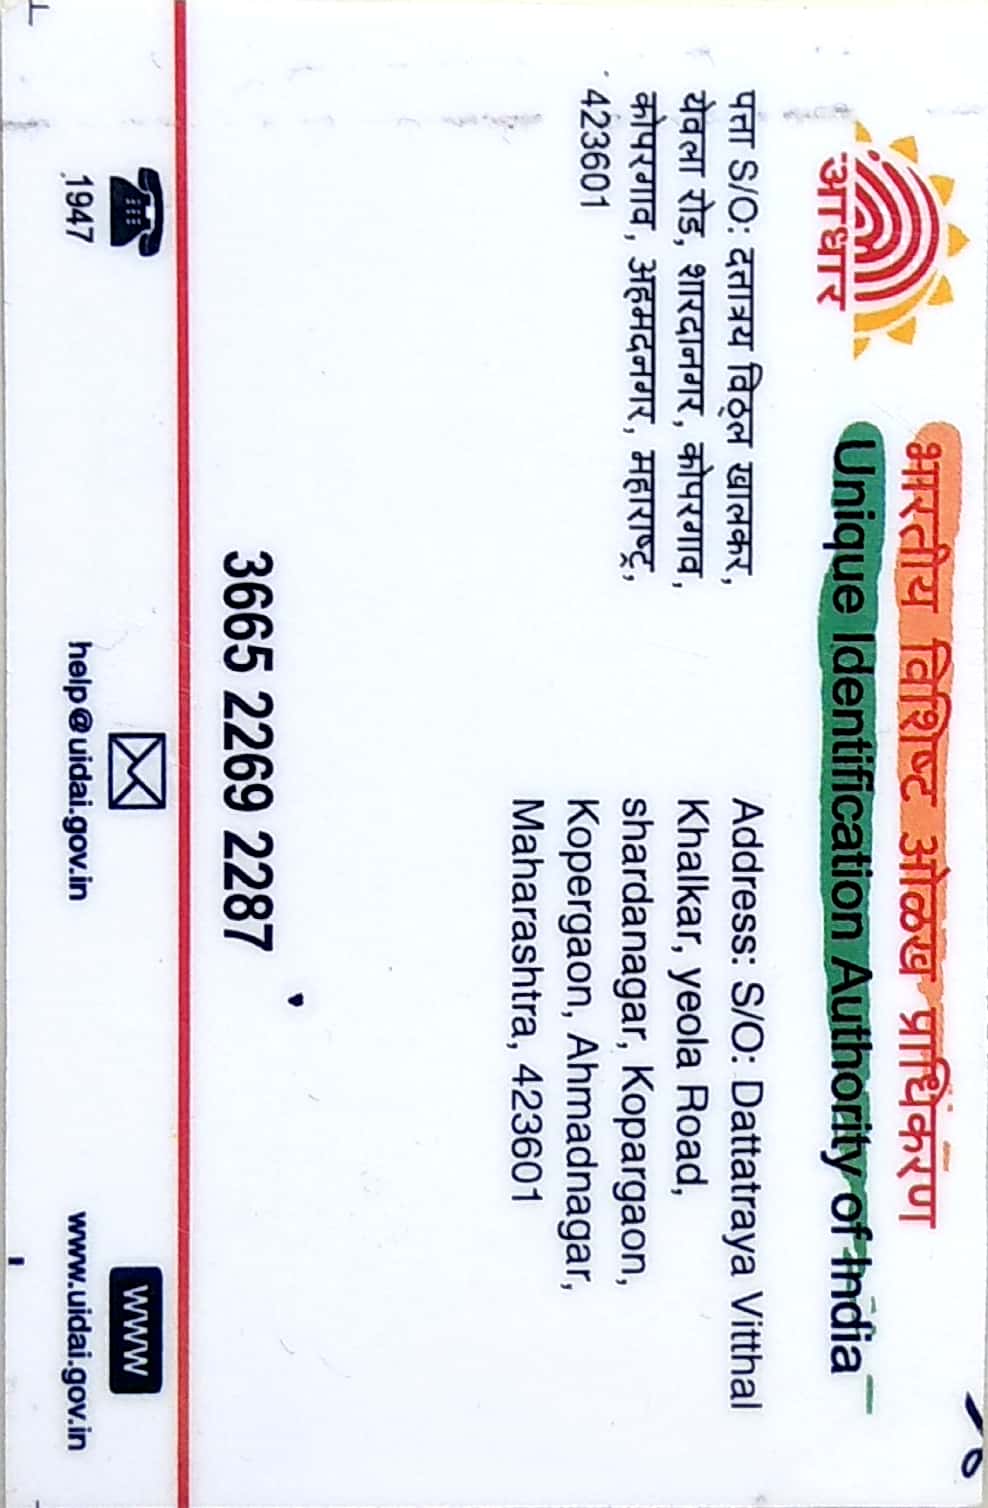 आधार
भारतीय विशिष्ट ओळख प्राधिकरण
Unique Identification Authority of India
पत्ता S/O: दत्तात्रय विठ्ठल खालकर,
येवला रोड, शारदानगर, कोपरगाव,
कोपरगाव, अहमदनगर, महाराष्ट्र,
423601
Address: S/O: Dattatraya Vitthal
Khalkar, yeola Road,
shardanagar, Kopargaon,
Kopergaon, Ahmadnagar,
Maharashtra, 423601
3665 2269 2287
1947
help@uidai.gov.in
www
www.uidai.gov.in